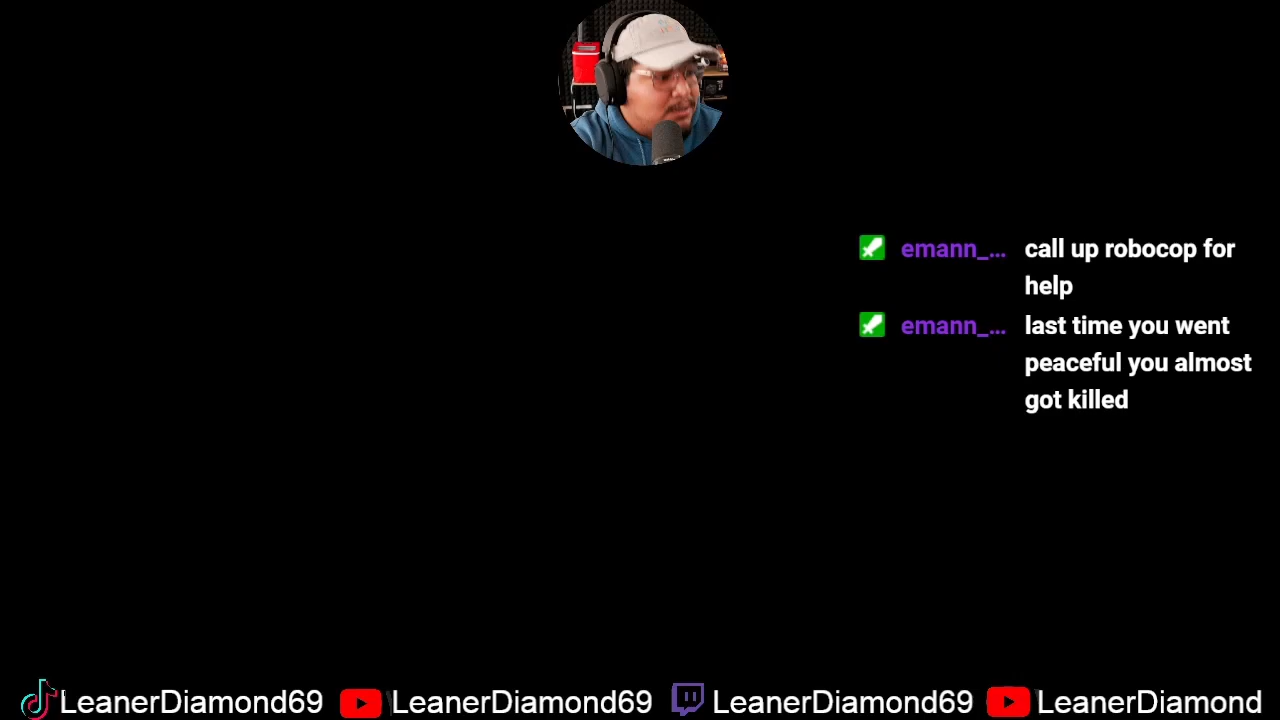 emann_... call up robocop for
help
emann_... last time you went
peaceful you almost
got killed
LeanerDiamond69 LeanerDiamond69 LeanerDiamond69 LeanerDiamond